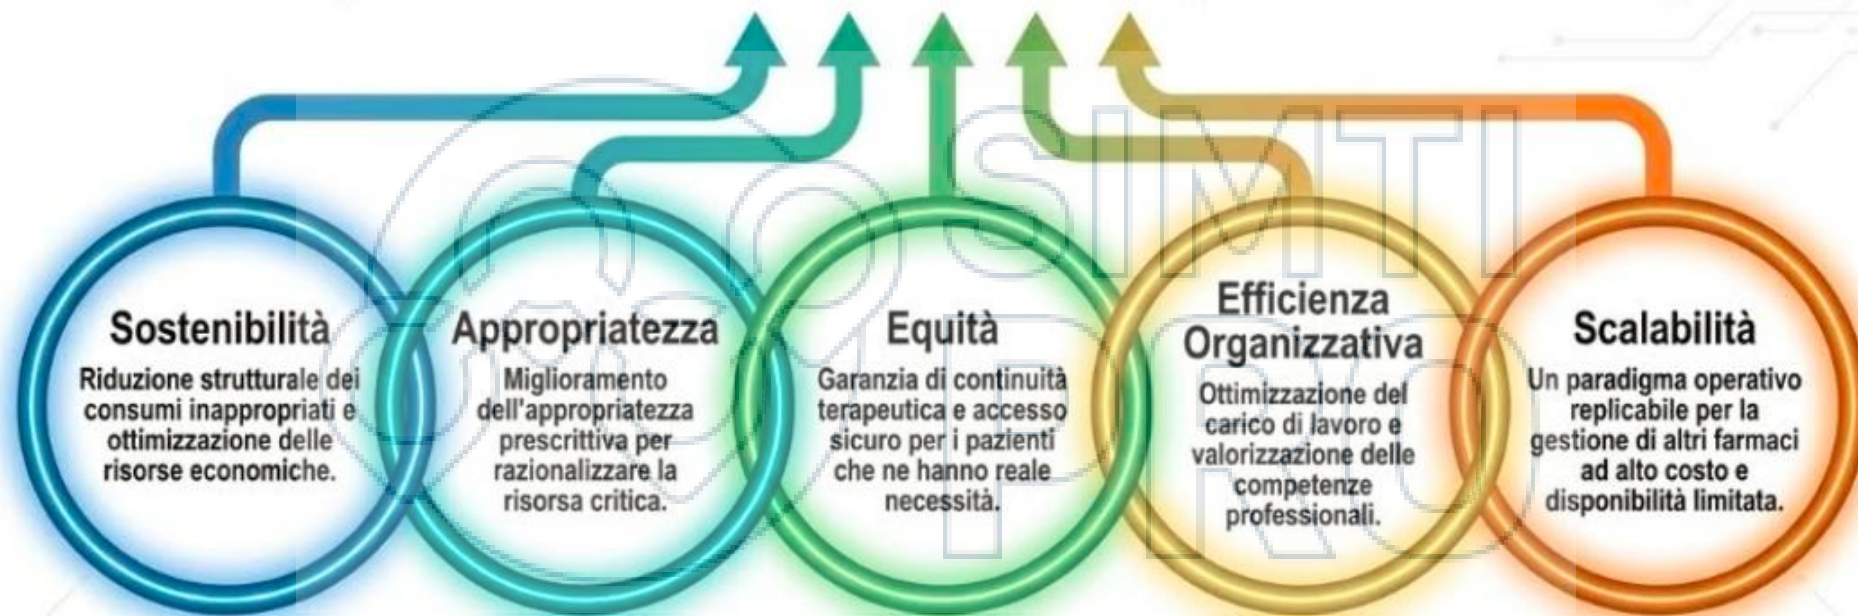 SIMTI
PRO
Sostenibilità
Riduzione strutturale dei
consumi inappropriati e
ottimizzazione delle
risorse economiche.
Appropriatezza
Miglioramento
dell'appropriatezza
prescrittiva per
razionalizzare la
risorsa critica.
Equità
Garanzia di continuità
terapeutica e accesso
sicuro per i pazienti
che ne hanno reale
necessità.
Efficienza
Organizzativa
Ottimizzazione del
carico di lavoro e
valorizzazione delle
competenze
professionali.
Scalabilità
Un paradigma operativo
replicabile per la
gestione di altri farmaci
ad alto costo e
disponibilità limitata.